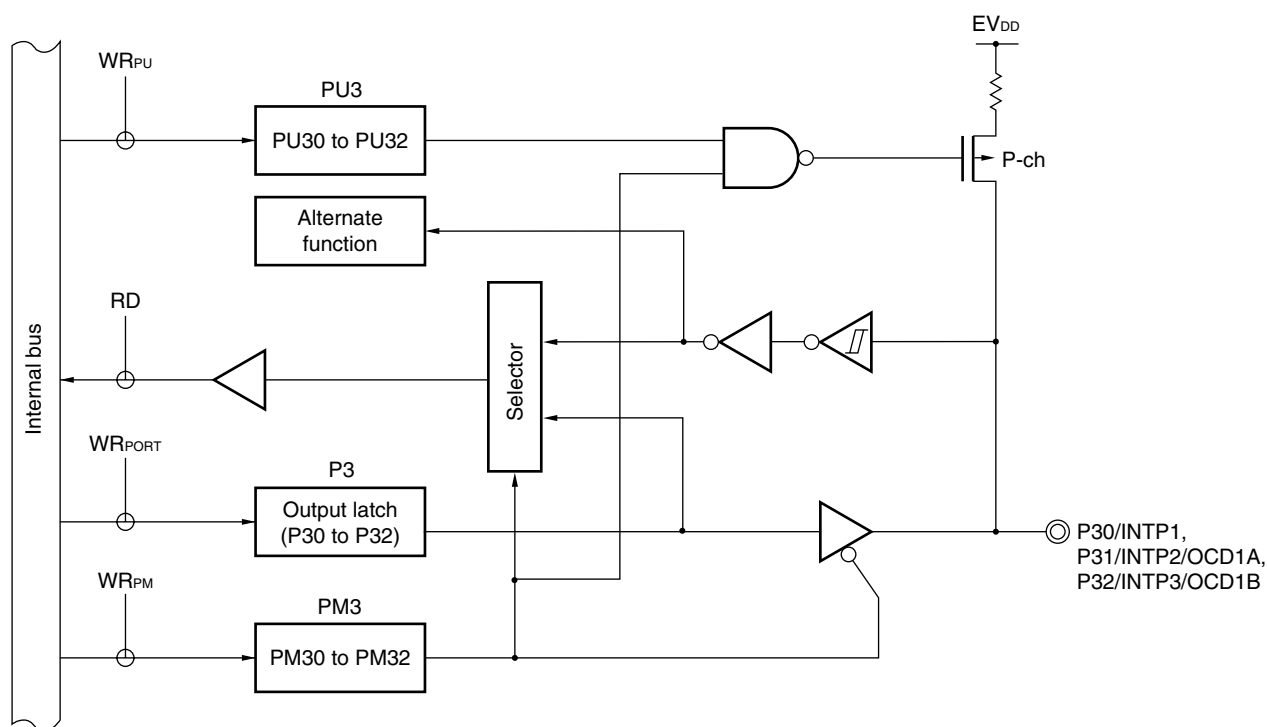 EVDD
WRPU
PU3
PU30 to PU32
P-ch
Alternate
function
RD
Selector
Internal bus
WRPORT
P3
Output latch
(P30 to P32)
P30/INTP1,
P31/INTP2/OCD1A,
P32/INTP3/OCD1B
WRPM
PM3
PM30 to PM32